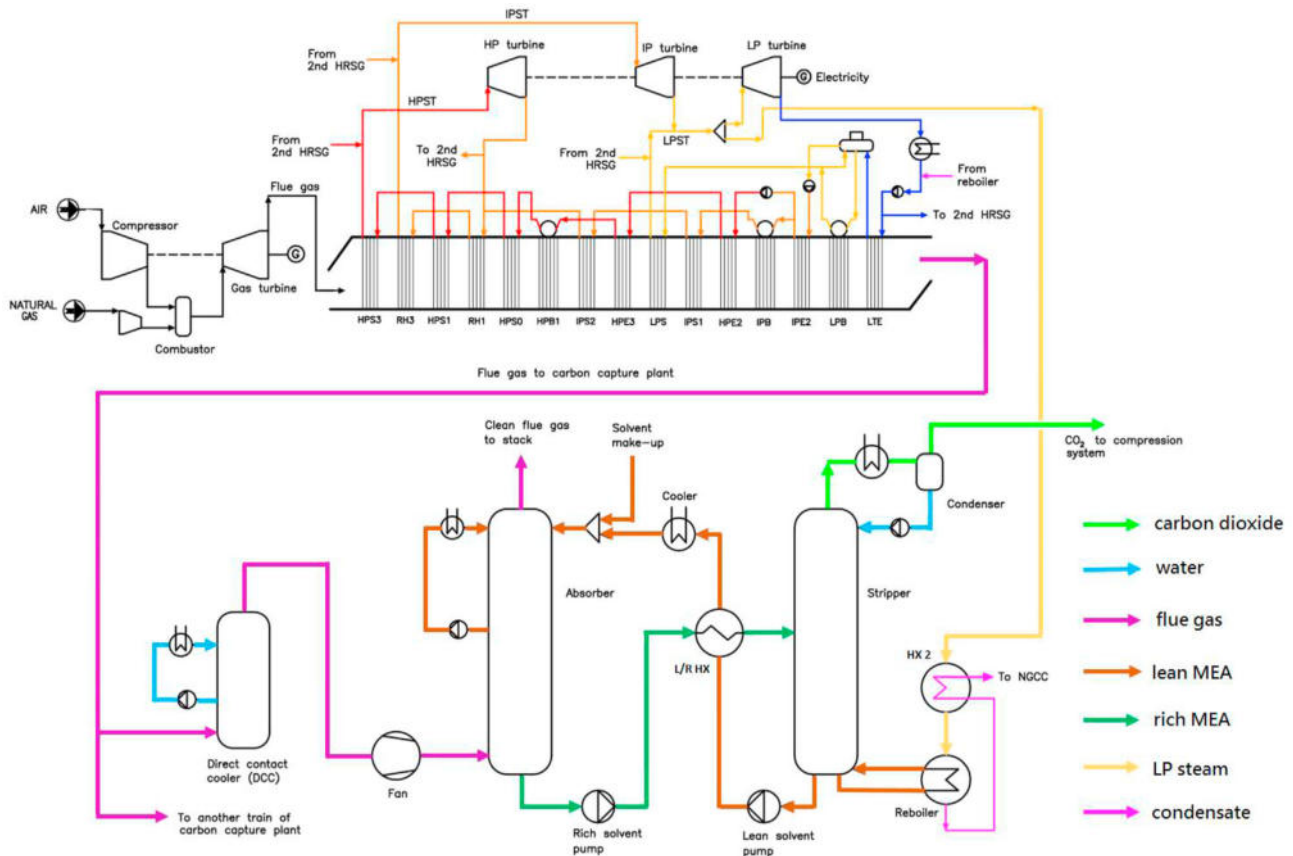 IPST
HP turbine
IP turbine
LP turbine
From
2nd HRSG
G
Electricity
HPST
From
2nd HRSG
To 2nd
HRSG
From 2nd
HRSG
LPST
From
reboiler
To 2nd HRSG
Flue gas
AIR
Compressor
G
Gas turbine
NATURAL
GAS
Combustor
HPS3
RH3
HPS1
RH1
HPS0
HPB1
IPS2
HPE3
LPS
IPS1
HPE2
IPB
IPE2
LPB
LTE
Flue gas to carbon capture plant
Clean flue gas
to stack
Solvent
make-up
Cooler
CO2 to compression
system
Condenser
Absorber
Stripper
L/R HX
HX 2
To NGCC
Direct contact
cooler (DCC)
Fan
Rich solvent
pump
Lean solvent
pump
Reboiler
To another train of
carbon capture plant
carbon dioxide
water
flue gas
lean MEA
rich MEA
LP steam
condensate